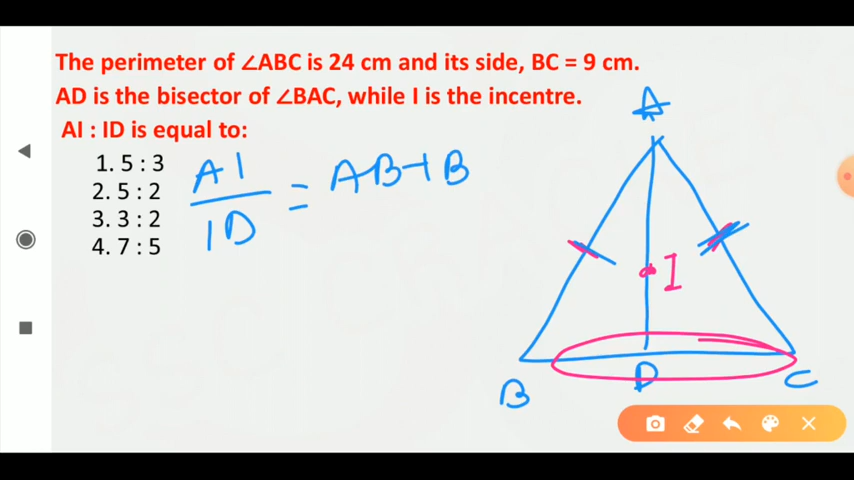 The perimeter of ∠ABC is 24 cm and its side, BC = 9 cm.
AD is the bisector of ∠BAC, while I is the incentre.
AI : ID is equal to:
1. 5 : 3
2. 5 : 2
3. 3 : 2
4. 7 : 5
AI
ID
= AB+B
A
I
B
D
C